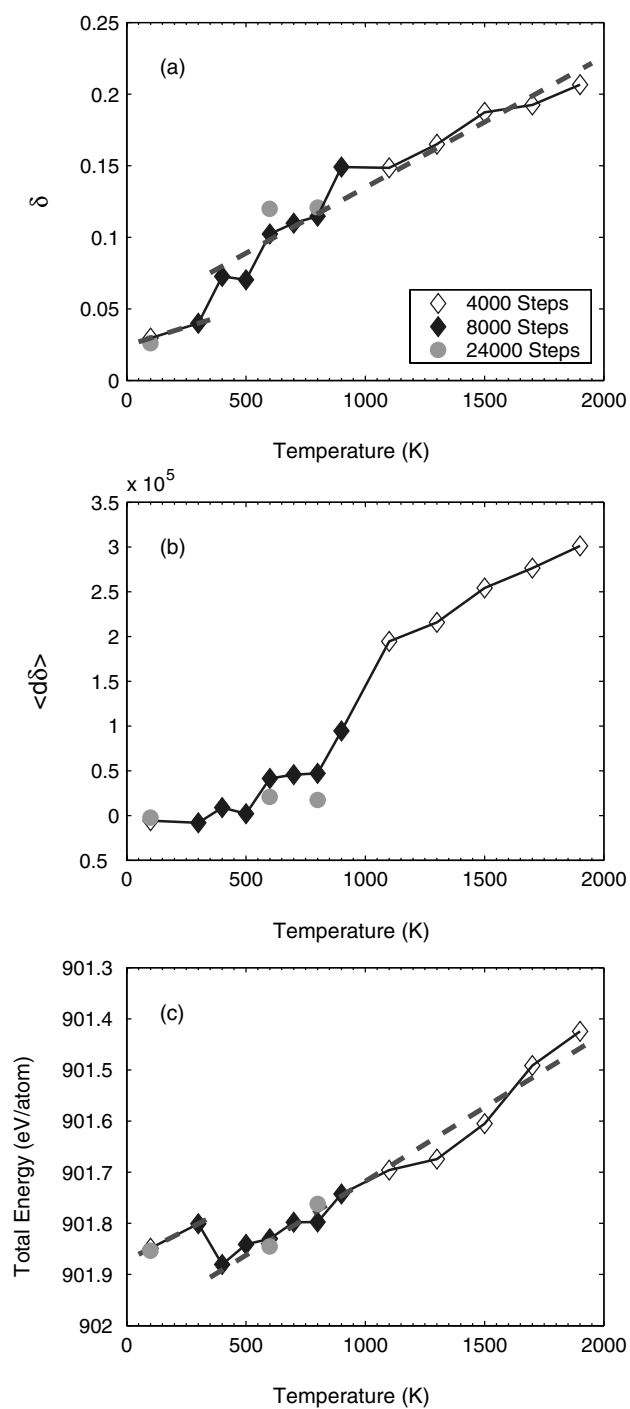 0.25
(a)
0.2
0.15
δ
0.1
0.05
0
4000 Steps
8000 Steps
24000 Steps
0 500 1000 1500 2000
Temperature (K)
x 10^5
3.5
(b)
3
2.5
2
<dδ>
1.5
1
0.5
0
0.5
0 500 1000 1500 2000
Temperature (K)
901.3
(c)
901.4
901.5
901.6
Total Energy (eV/atom)
901.7
901.8
901.9
902
0 500 1000 1500 2000
Temperature (K)